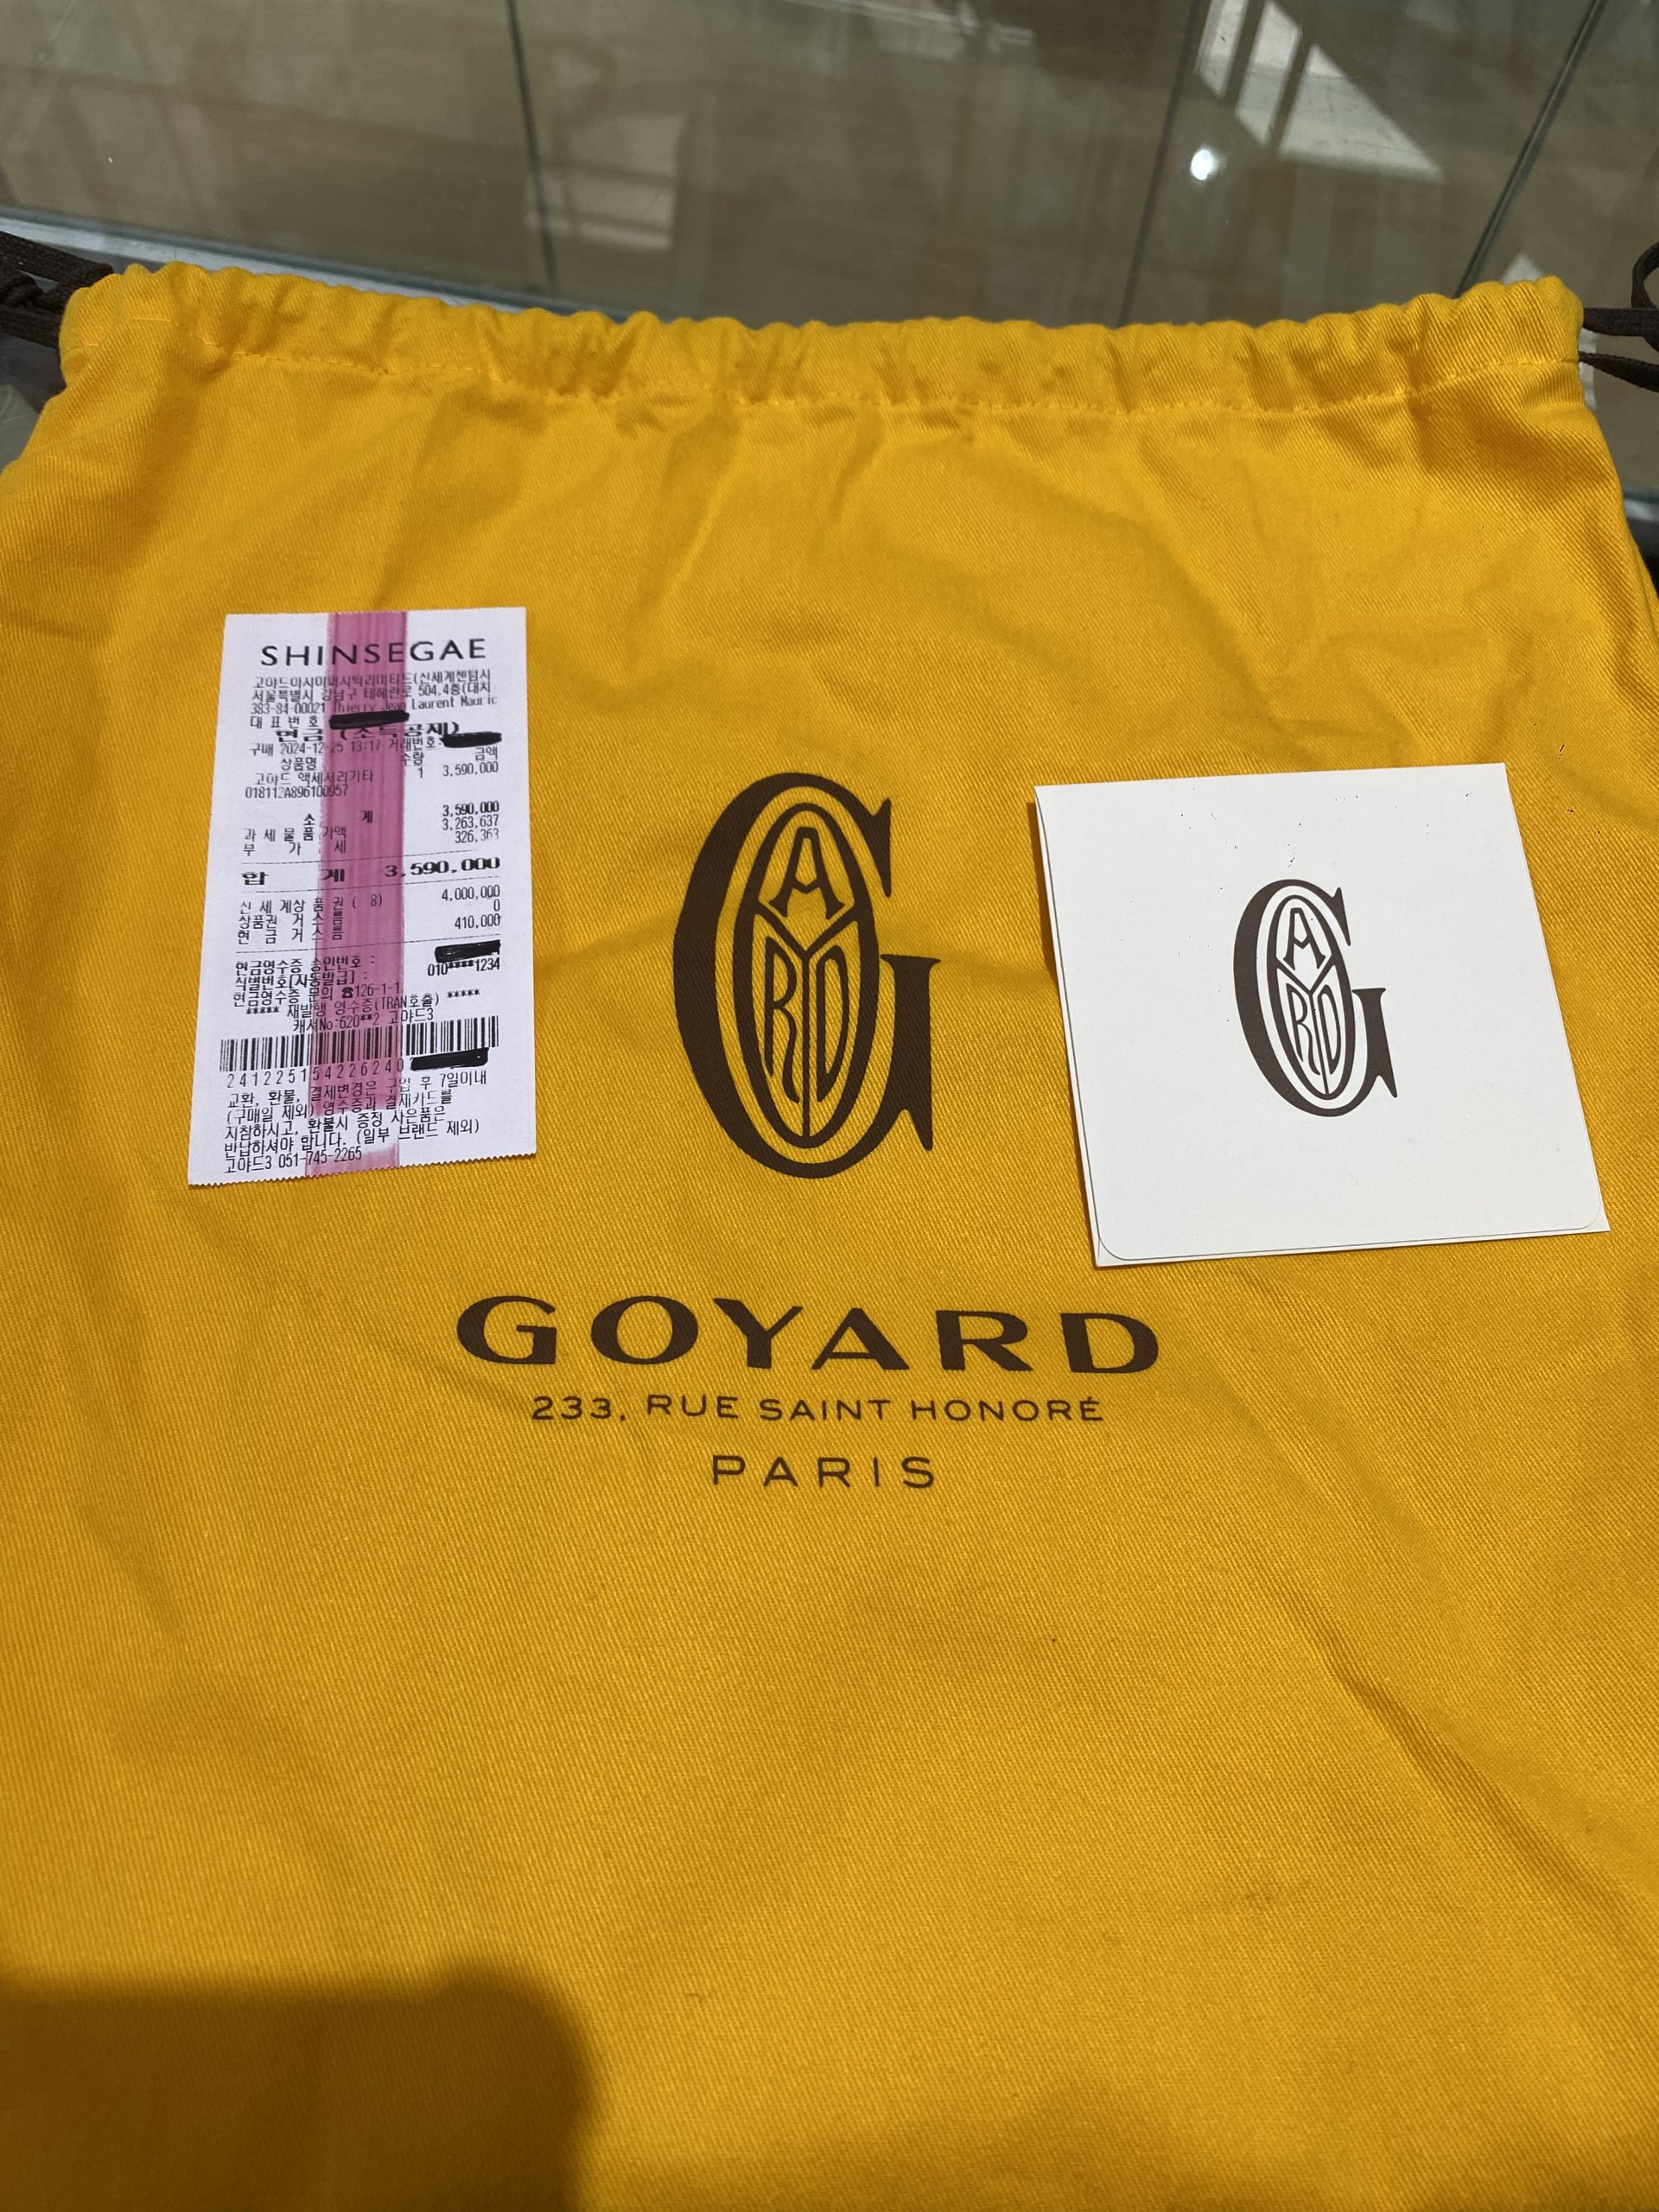 SHINSEGAE
고야드아시아퍼시픽리미티드(신세계센텀시
서울특별시 강남구 테헤란로 504,4층(대치
383-84-00021 Thierry Jean Laurent Mauric
대 표 번 호
현금 (소득공제)
구매 2024-12-25 13:17 거래번호:
상품명 수량 금액
고야드 액세서리기타 1 3,590,000
018112A896100957
소 계 3,590,000
과 세 물 품 가액 3,263,637
부 가 세 326,363
합 계 3,590,000
신 세 계상 품 권 ( 8) 4,000,000
상품권 거 스 름 0
현 금 거 스 름 410,000
현금영수증 승인번호 :
식별번호[자동발급] : 010****1234
현금영수증 문의 ☎126-1-1
***** 재발행 영수증(TRAN호출) *****
캐셔No:620**2 고야드3
241225154226240
교환, 환불, 결제변경은 구입 후 7일이내
(구매일 제외) 영수증과 결제카드를
지참하시고, 환불시 증정 사은품은
반납하셔야 합니다. (일부 브랜드 제외)
고야드3 051-745-2265
G
A
Y
RD
G
A
Y
RD
GOYARD
233, RUE SAINT HONORÉ
PARIS